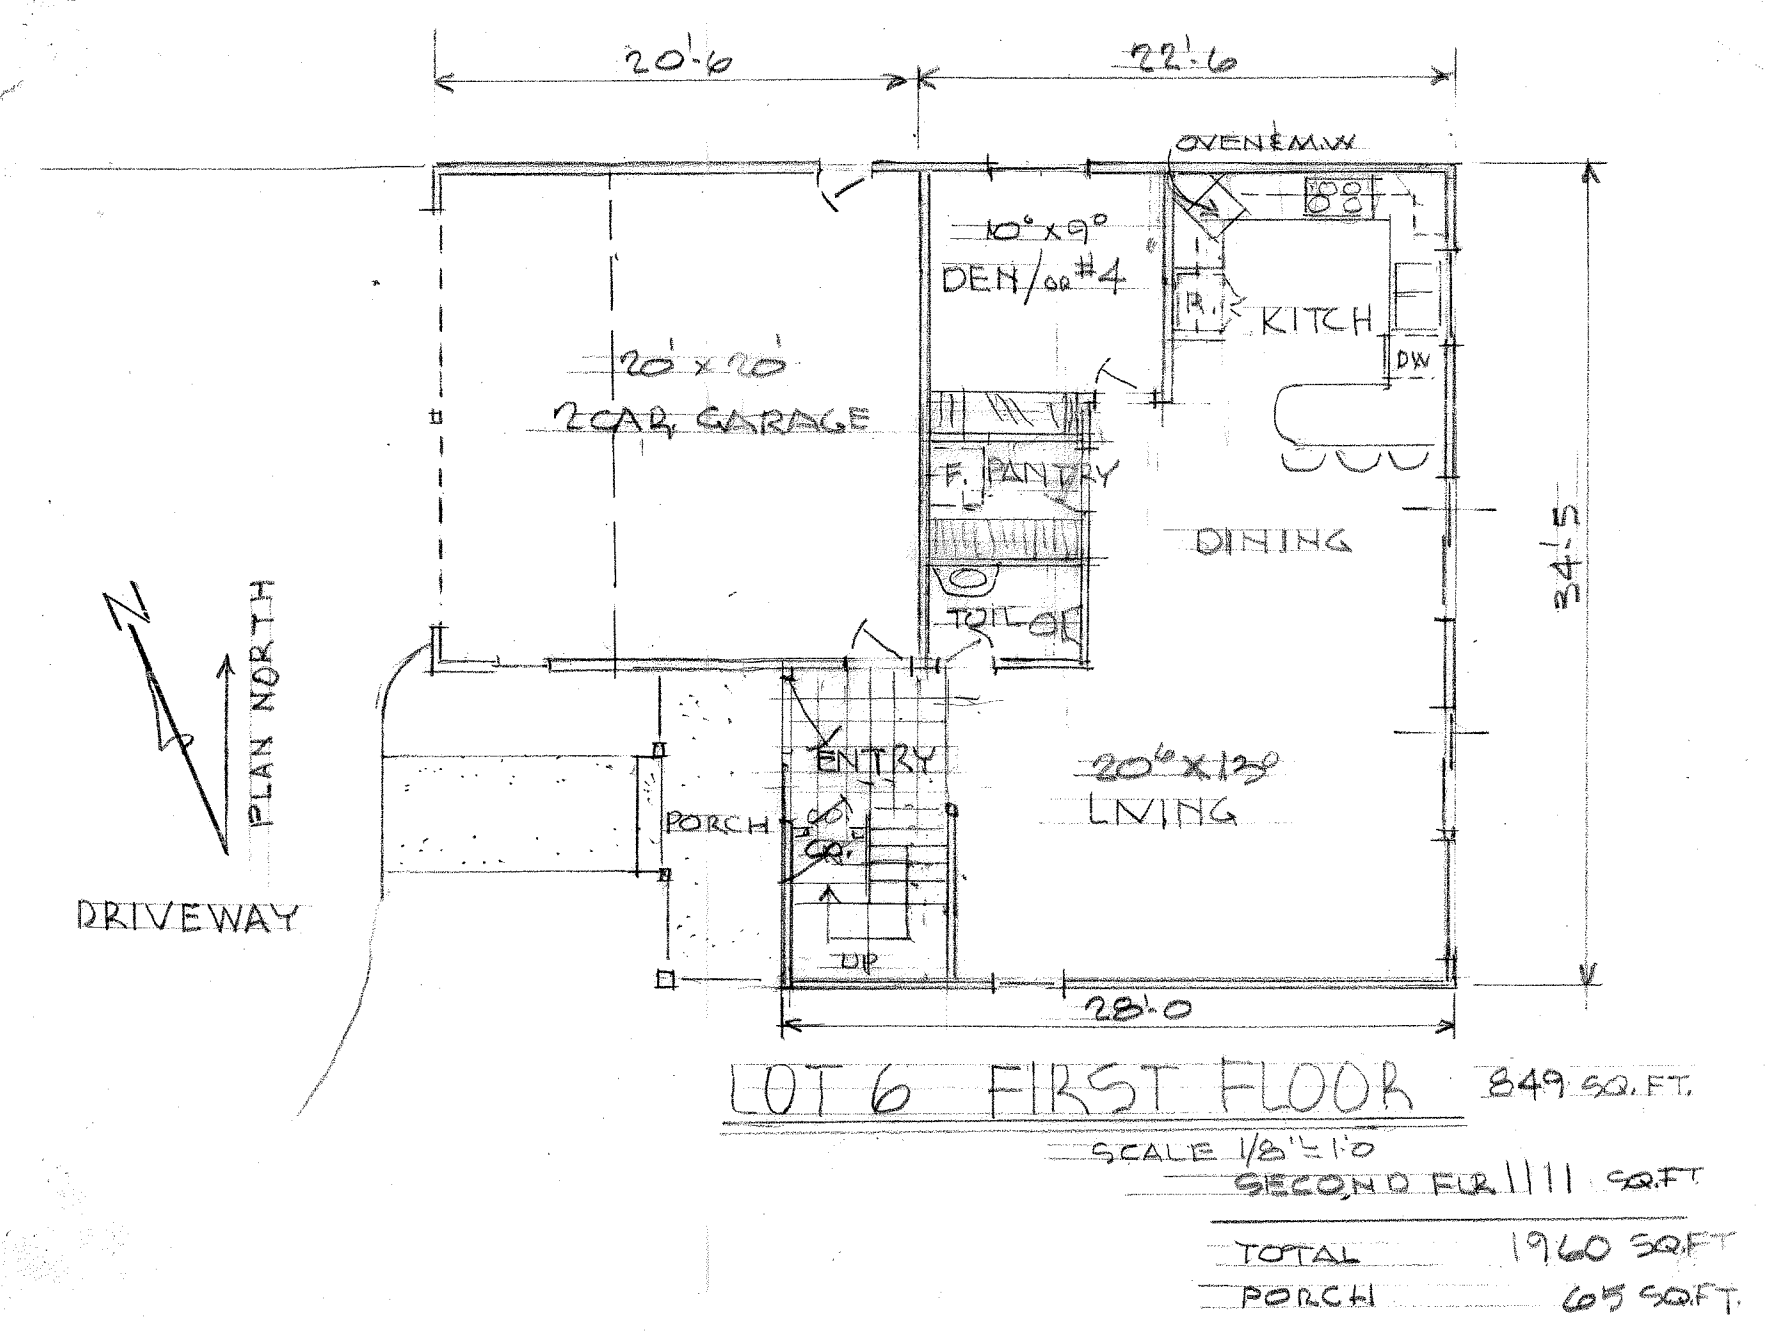 20'-6
22'-6
OVEN & M.W
10⁶ x 9⁰
DEN/OR #4
R.
KITCH
20' x 20'
2 CAR GARAGE
DW
F. PANTRY
DINING
34'-5
TOILET
N
PLAN NORTH
ENTRY
20⁶ x 13⁰
LIVING
PORCH
DRIVEWAY
UP
28'-0
LOT 6 FIRST FLOOR 849 SQ.FT.
SCALE 1/8"=1'-0
SECOND FLR 1111 SQ.FT
TOTAL 1960 SQ.FT
PORCH 65 SQ.FT.